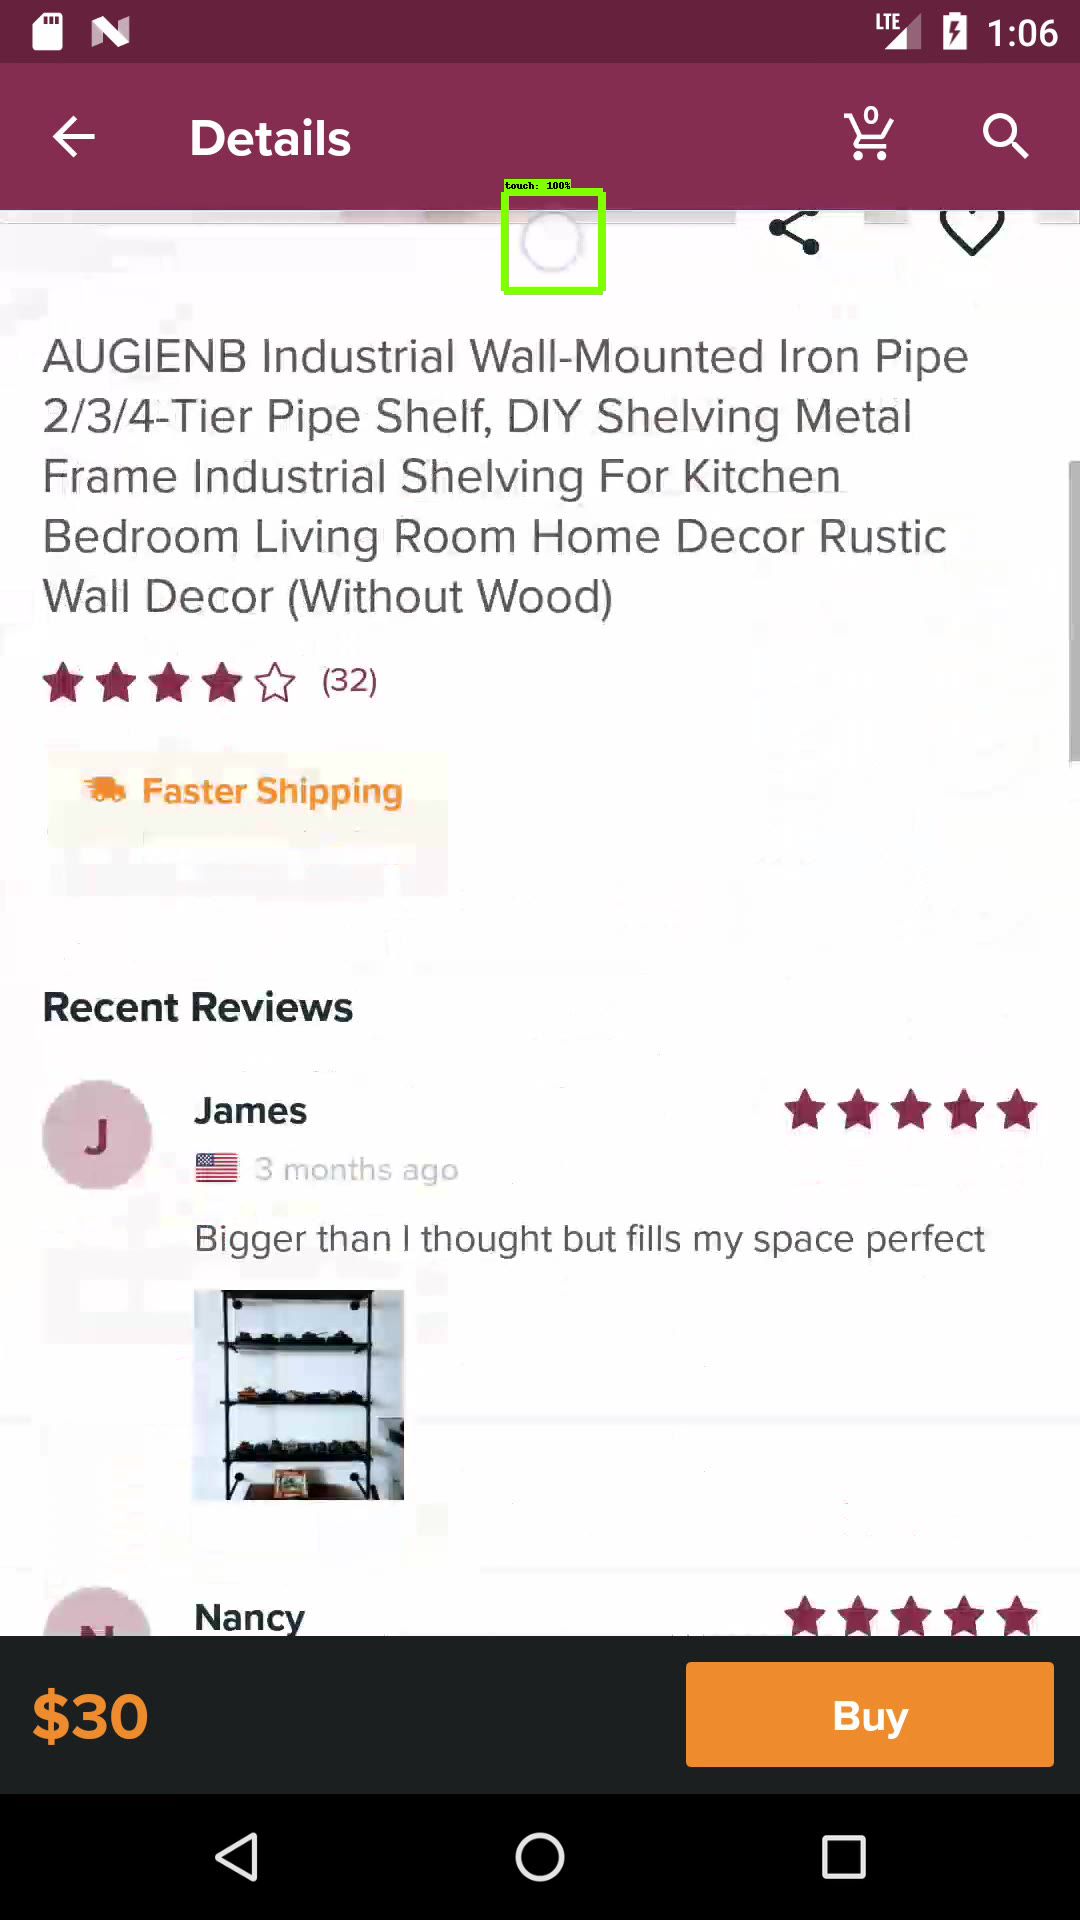 LTE 1:06
Details 0
touch: 100%
AUGIENB Industrial Wall-Mounted Iron Pipe
2/3/4-Tier Pipe Shelf, DIY Shelving Metal
Frame Industrial Shelving For Kitchen
Bedroom Living Room Home Decor Rustic
Wall Decor (Without Wood)
(32)
Faster Shipping
Recent Reviews
J James
3 months ago
Bigger than I thought but fills my space perfect
N Nancy
$30 Buy